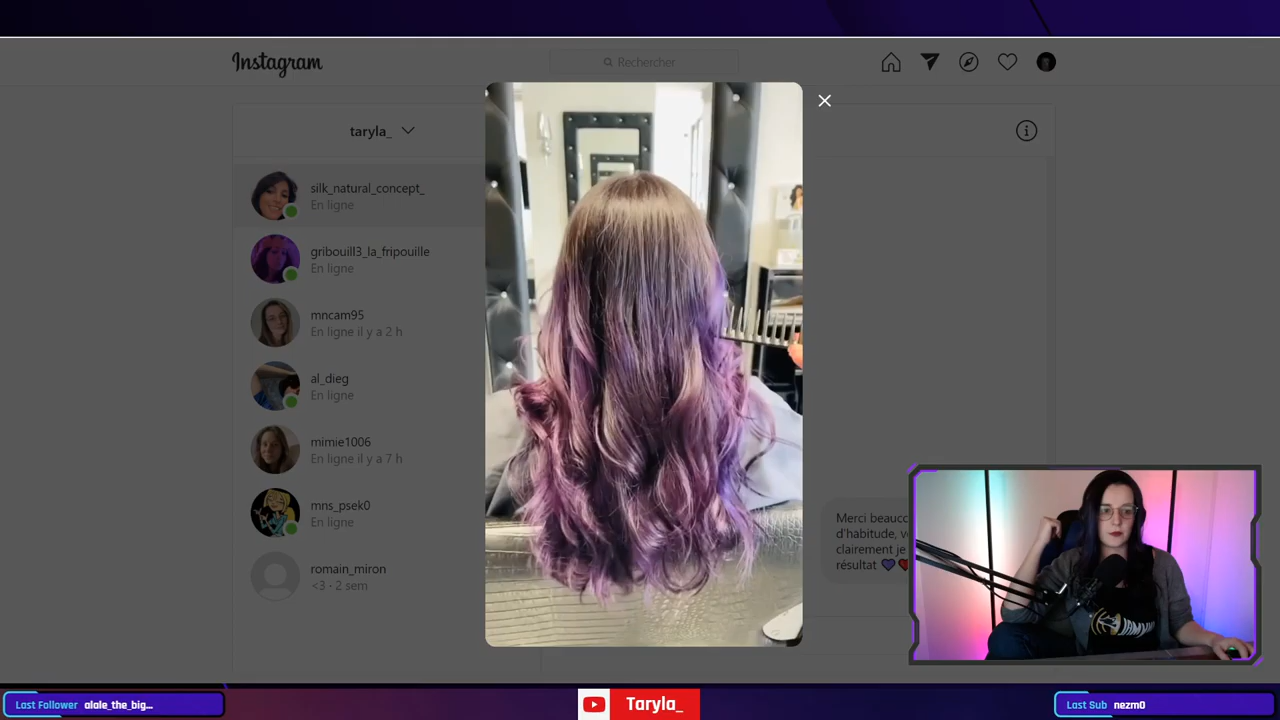 Instagram
Rechercher
taryla_
silk_natural_concept_
En ligne
gribouill3_la_fripouille
En ligne
mncam95
En ligne il y a 2 h
al_dieg
En ligne
mimie1006
En ligne il y a 7 h
mns_psek0
En ligne
romain_miron
<3 · 2 sem
Merci beaucc
d'habitude, v
clairement je
résultat 💜❤
Last Follower alale_the_big...
Taryla_
Last Sub nezm0